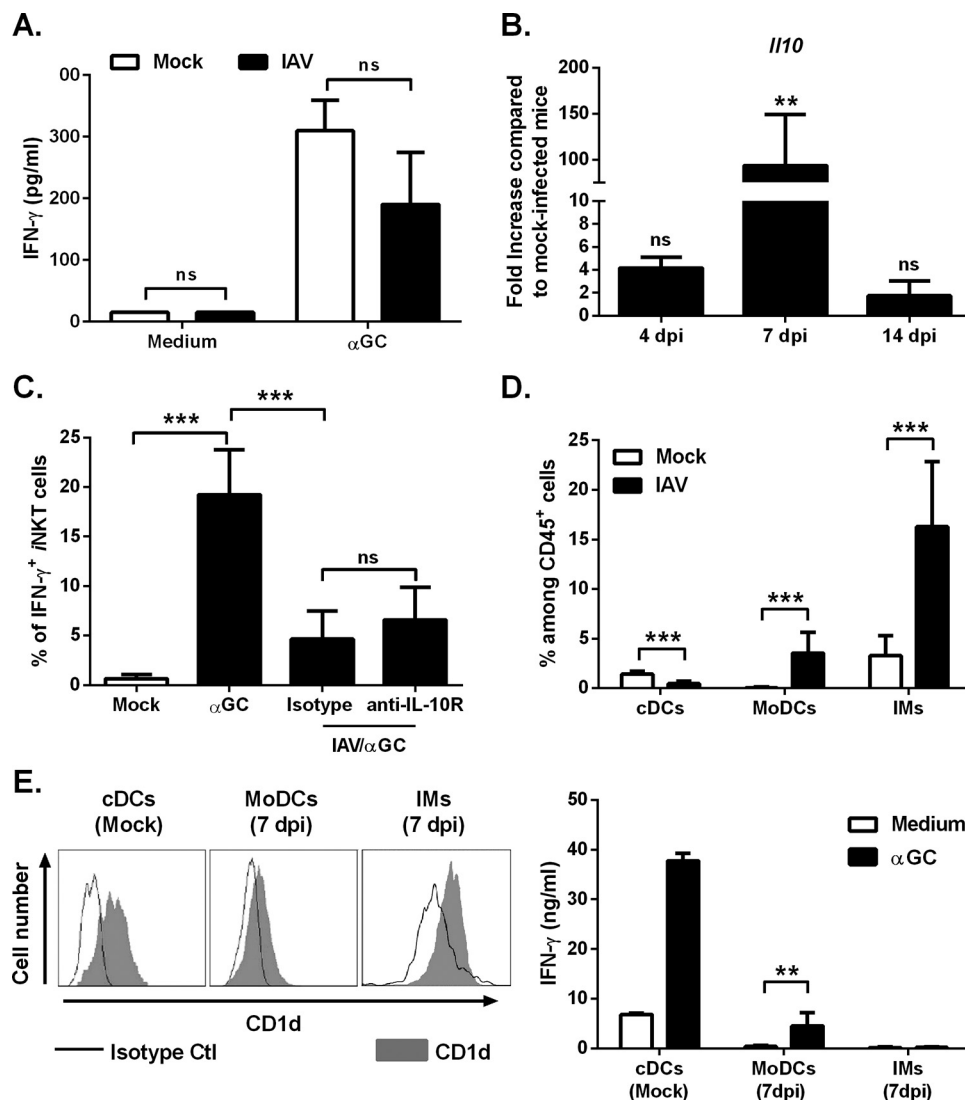 A.
Mock IAV
00
300
200
100
0
IFN-γ (pg/ml)
ns
ns
Medium
αGC
B.
Il10
Fold Increase compared
to mock-infected mice
200
150
100
50
10
8
6
4
2
0
ns
**
ns
4 dpi
7 dpi
14 dpi
C.
% of IFN-γ+ iNKT cells
25
20
15
10
5
0
***
***
ns
Mock
αGC
Isotype
anti-IL-10R
IAV/αGC
D.
% among CD45+ cells
25
20
15
10
5
0
Mock
IAV
***
***
***
cDCs
MoDCs
IMs
E.
cDCs
(Mock)
MoDCs
(7 dpi)
IMs
(7 dpi)
Cell number
CD1d
Isotype Ctl
CD1d
IFN-γ (ng/ml)
50
40
30
20
10
0
Medium
αGC
**
cDCs
(Mock)
MoDCs
(7dpi)
IMs
(7dpi)